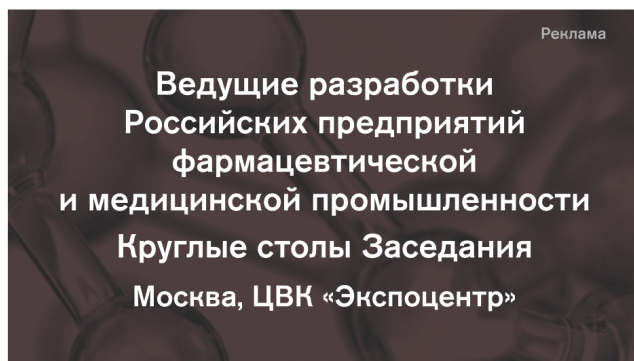 Реклама
Ведущие разработки
Российских предприятий
фармацевтической
и медицинской промышленности
Круглые столы Заседания
Москва, ЦВК «Экспоцентр»